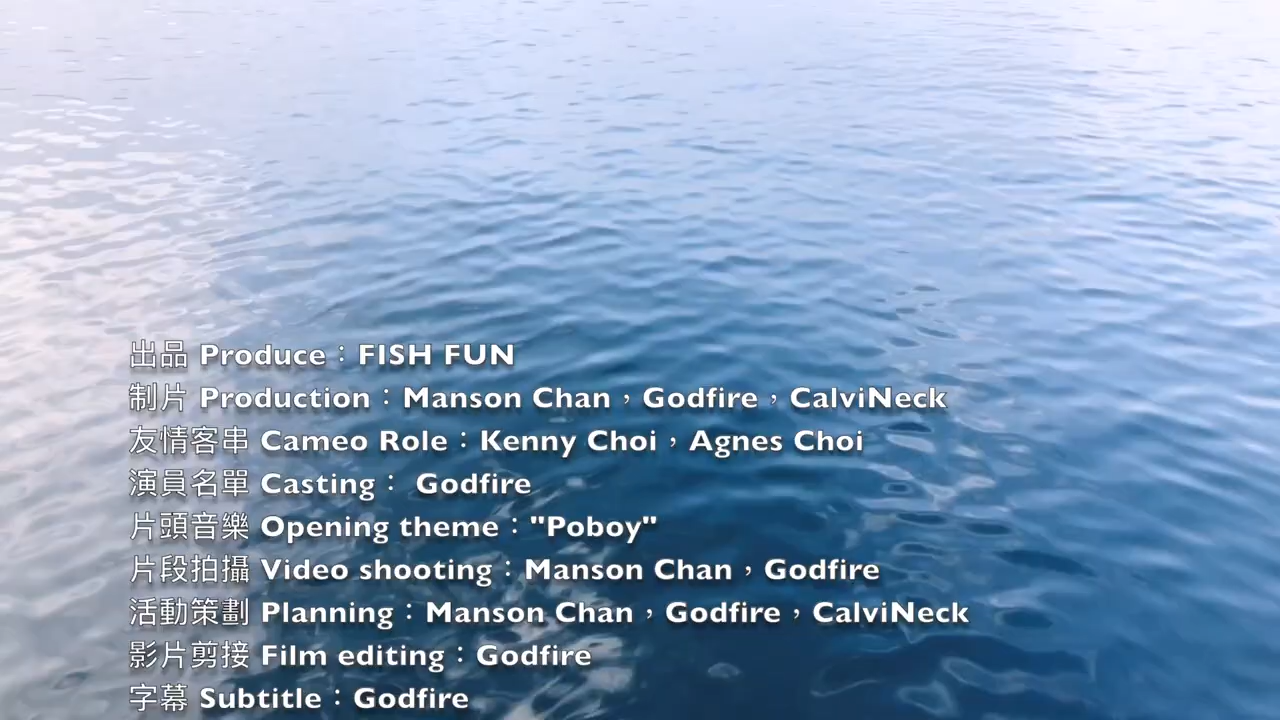 出品 Produce：FISH FUN
制片 Production：Manson Chan，Godfire，CalviNeck
友情客串 Cameo Role：Kenny Choi，Agnes Choi
演員名單 Casting： Godfire
片頭音樂 Opening theme："Poboy"
片段拍攝 Video shooting：Manson Chan，Godfire
活動策劃 Planning：Manson Chan，Godfire，CalviNeck
影片剪接 Film editing：Godfire
字幕 Subtitle：Godfire